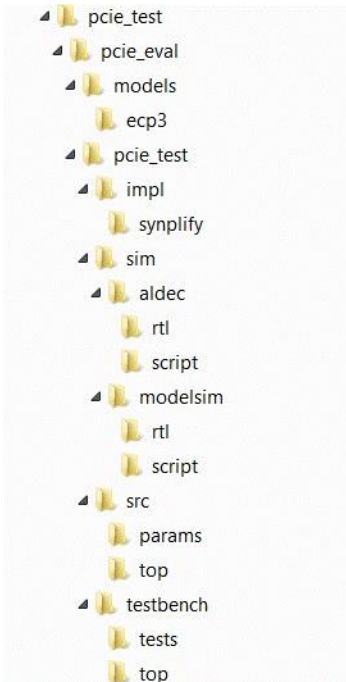 pcie_test
pcie_eval
models
ecp3
pcie_test
impl
synplify
sim
aldec
rtl
script
modelsim
rtl
script
src
params
top
testbench
tests
top